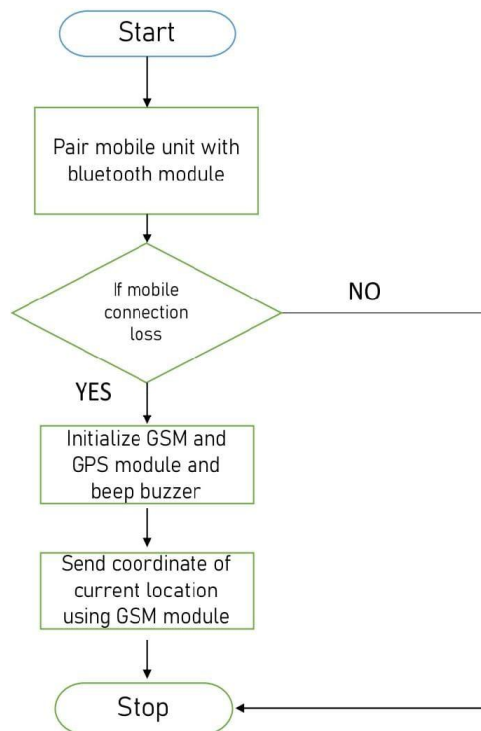 Start
Pair mobile unit with
bluetooth module
If mobile
connection
loss
NO
YES
Initialize GSM and
GPS module and
beep buzzer
Send coordinate of
current location
using GSM module
Stop